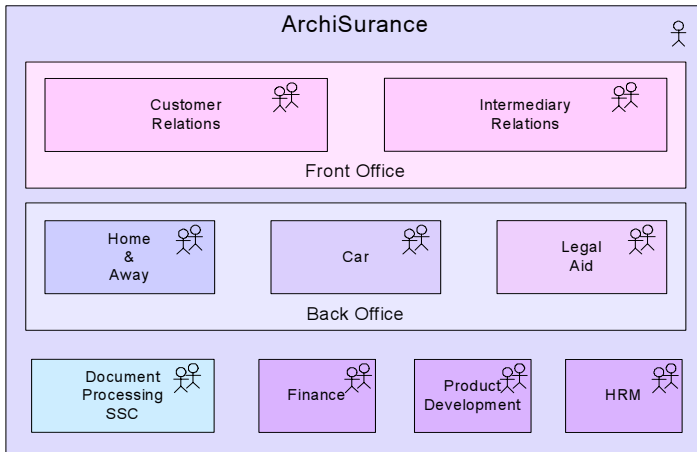 ArchiSurance
Customer
Relations
Intermediary
Relations
Front Office
Home
&
Away
Car
Legal
Aid
Back Office
Document
Processing
SSC
Finance
Product
Development
HRM